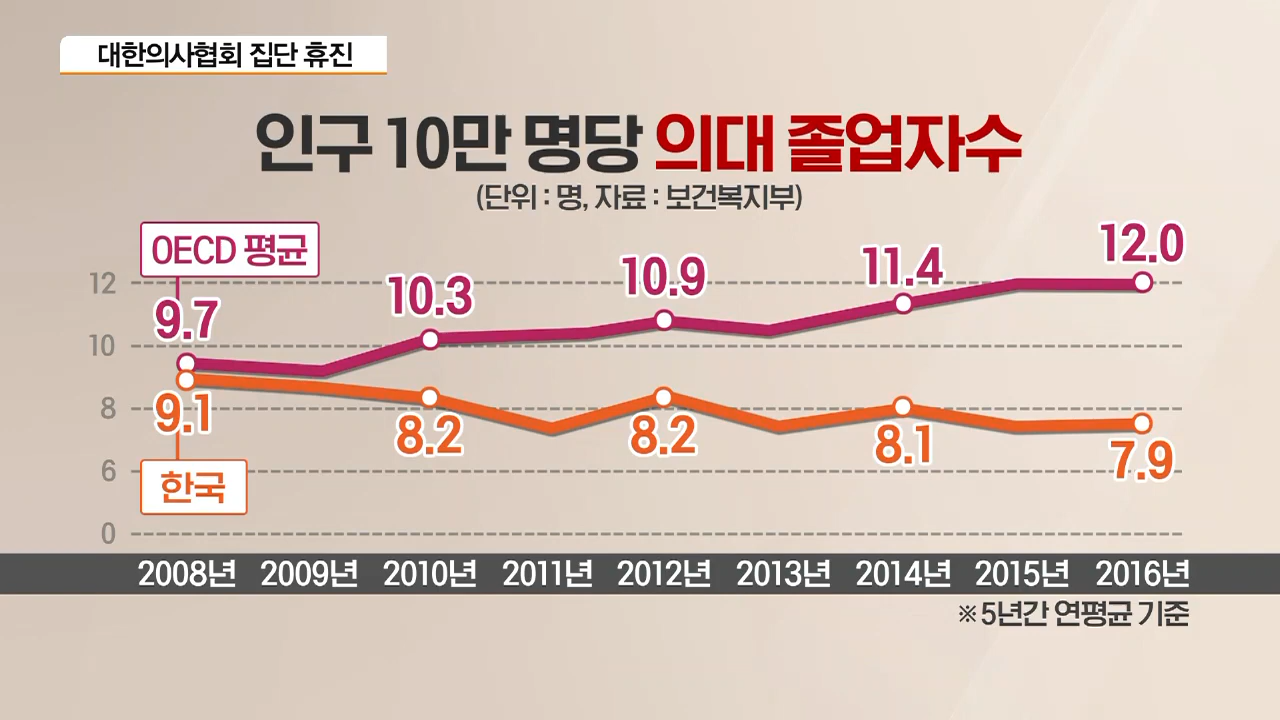 대한의사협회 집단 휴진
인구 10만 명당 의대 졸업자수
(단위 : 명, 자료 : 보건복지부)
OECD 평균
12.0
11.4
10.9
10.3
12
9.7
10
8
9.1
8.2
8.2
8.1
7.9
6
한국
0
2008년 2009년 2010년 2011년 2012년 2013년 2014년 2015년 2016년
※5년간 연평균 기준